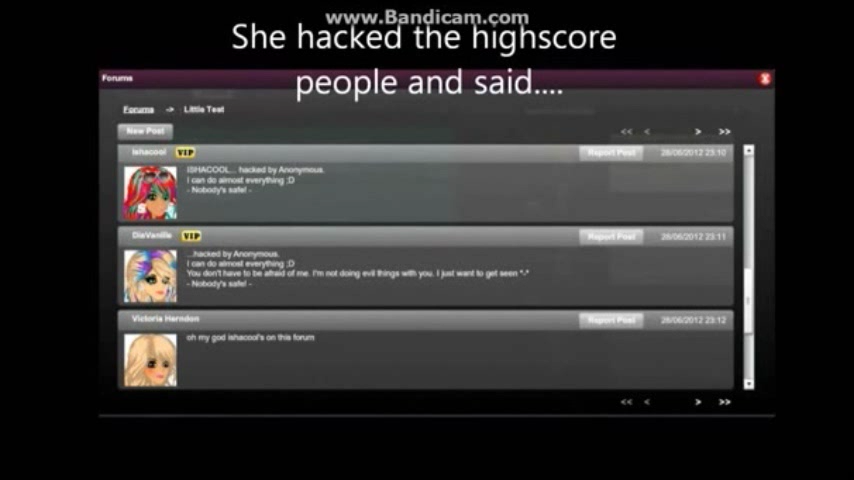 www.Bandicam.com
She hacked the highscore
people and said....
Forums
Forums -> Little Test
New Post
<< < > >>
Ishacool VIP Report Post 28/06/2012 23:10
ISHACOOL... hacked by Anonymous.
I can do almost everything ;D
- Nobody's safe! -
DiaVanille VIP Report Post 28/06/2012 23:11
...hacked by Anonymous.
I can do almost everything ;D
You don't have to be afraid of me. I'm not doing evil things with you. I just want to get seen *-*
- Nobody's safe! -
Victoria Herndon Report Post 28/06/2012 23:12
oh my god ishacool's on this forum
<< < > >>